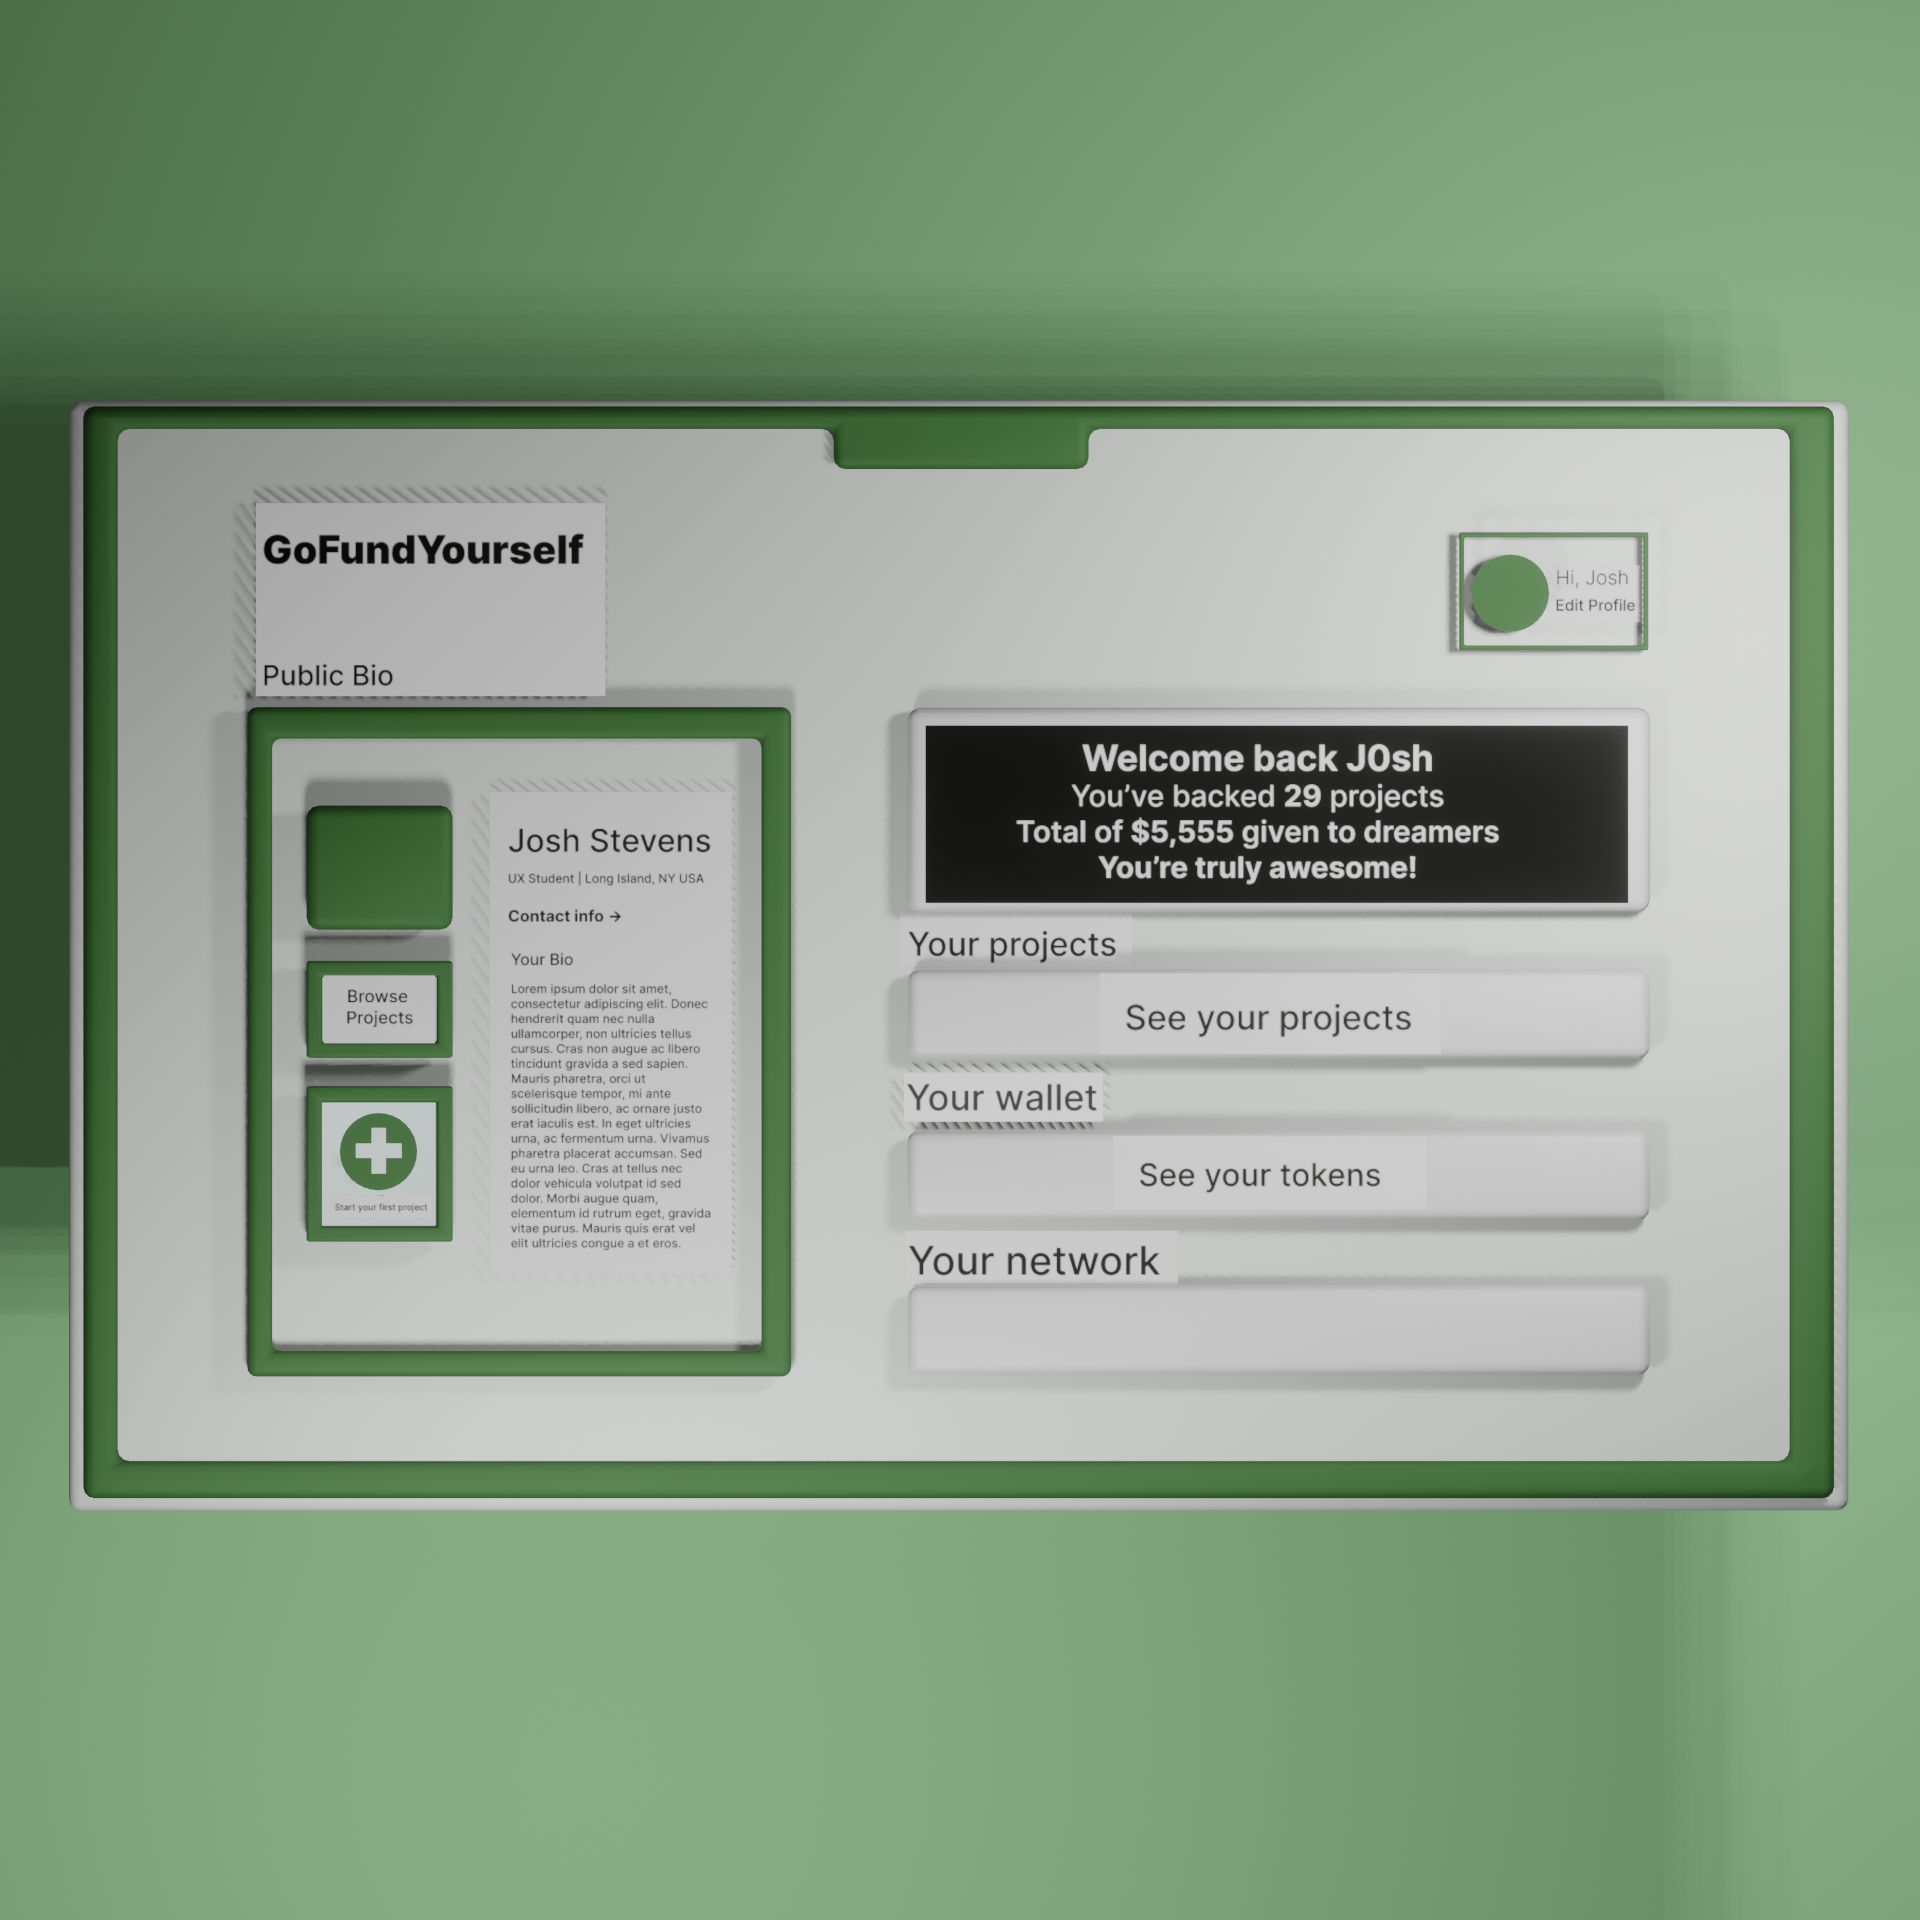 GoFundYourself
Public Bio
Hi, Josh
Edit Profile
Josh Stevens
UX Student | Long Island, NY USA
Contact info →
Your Bio
Lorem ipsum dolor sit amet,
consectetur adipiscing elit. Donec
hendrerit quam nec nulla
ullamcorper, non ultricies tellus
cursus. Cras non augue ac libero
tincidunt gravida a sed sapien.
Mauris pharetra, orci ut
scelerisque tempor, mi ante
sollicitudin libero, ac ornare justo
erat iaculis est. In eget ultricies
urna, ac fermentum urna. Vivamus
pharetra placerat accumsan. Sed
eu urna leo. Cras at tellus nec
dolor vehicula volutpat id sed
dolor. Morbi augue quam,
elementum id rutrum eget, gravida
vitae purus. Mauris quis erat vel
elit ultricies congue a et eros.
Browse
Projects
Start your first project
Welcome back J0sh
You’ve backed 29 projects
Total of $5,555 given to dreamers
You’re truly awesome!
Your projects
See your projects
Your wallet
See your tokens
Your network